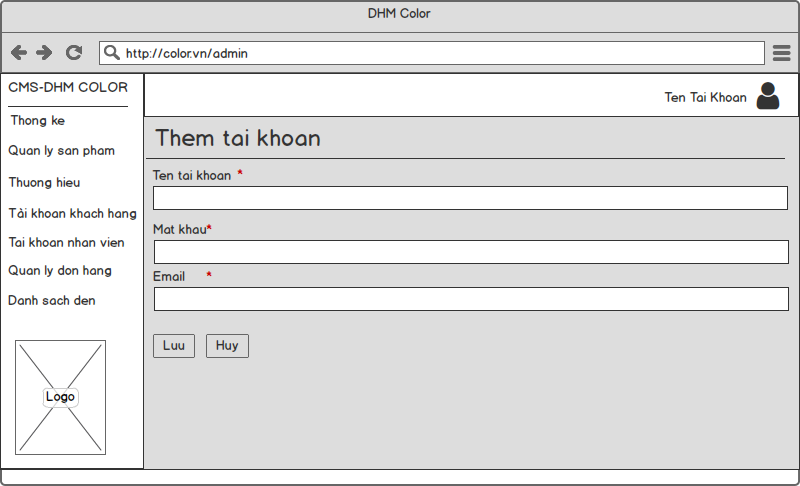 DHM Color
http://color.vn/admin
CMS-DHM COLOR
Ten Tai Khoan
Thong ke
Quan ly san pham
Thuong hieu
Tài khoan khach hang
Tai khoan nhan vien
Quan ly don hang
Danh sach den
Logo
Them tai khoan
Ten tai khoan *
Mat khau*
Email *
Luu Huy